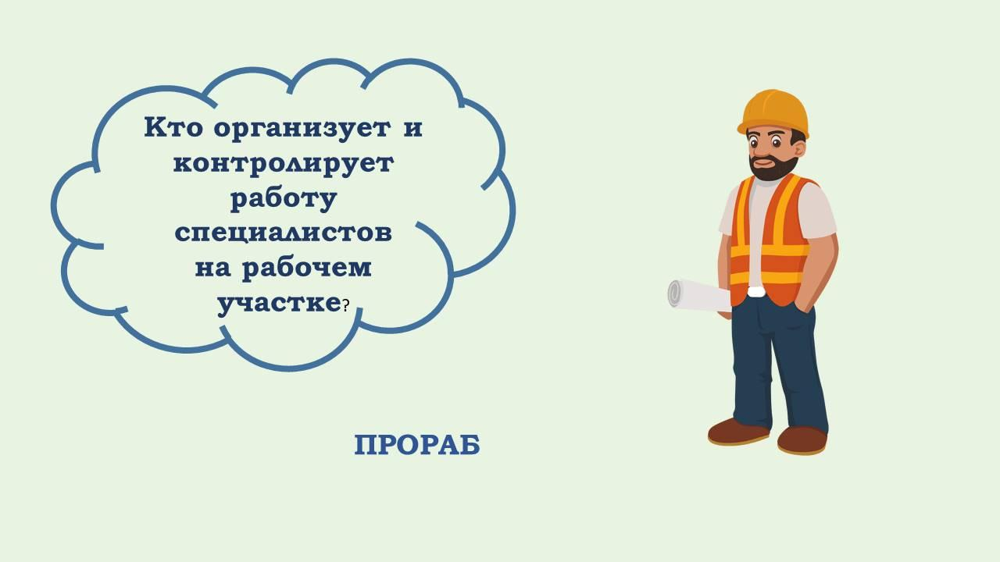 Кто организует и
контролирует
работу
специалистов
на рабочем
участке?
ПРОРАБ